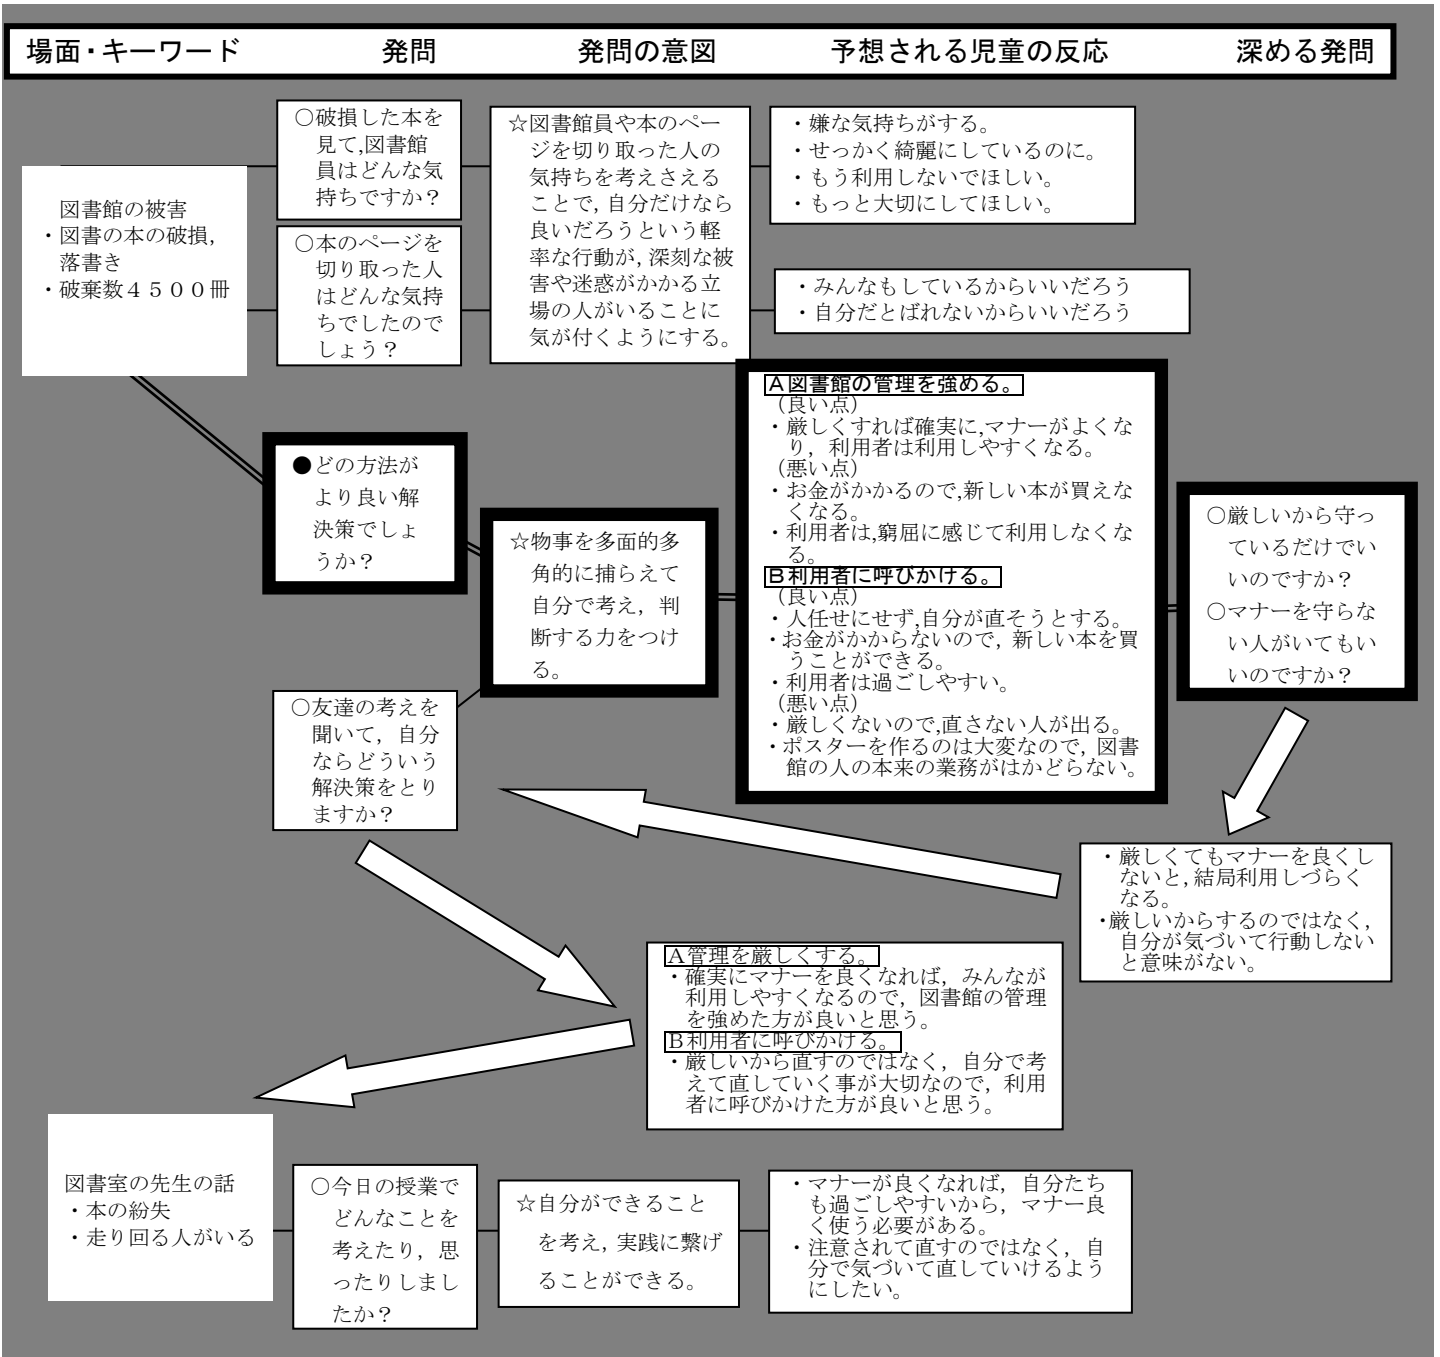 場面・キーワード　発問　発問の意図　予想される児童の反応　深める発問
図書館の被害
・図書の本の破損，
落書き
・破棄数４５００冊
○破損した本を
見て,図書館
員はどんな気
持ちですか？
○本のページを
切り取った人
はどんな気持
ちでしたので
しょう？
☆図書館員や本のペー
ジを切り取った人の
気持ちを考えさえる
ことで，自分だけなら
良いだろうという軽
率な行動が，深刻な被
害や迷惑がかかる立
場の人がいることに
気が付くようにする。
・嫌な気持ちがする。
・せっかく綺麗にしているのに。
・もう利用しないでほしい。
・もっと大切にしてほしい。
・みんなもしているからいいだろう
・自分だとばれないからいいだろう
●どの方法が
より良い解
決策でしょ
うか？
☆物事を多面的多
角的に捕らえて
自分で考え，判
断する力をつけ
る。
Ａ図書館の管理を強める。
（良い点）
・厳しくすれば確実に,マナーがよくな
り，利用者は利用しやすくなる。
（悪い点）
・お金がかかるので,新しい本が買えな
くなる。
・利用者は,窮屈に感じて利用しなくな
る。
Ｂ利用者に呼びかける。
（良い点）
・人任せにせず,自分が直そうとする。
・お金がかからないので，新しい本を買
うことができる。
・利用者は過ごしやすい。
（悪い点）
・厳しくないので,直さない人が出る。
・ポスターを作るのは大変なので，図書
館の人の本来の業務がはかどらない。
○厳しいから守っ
ているだけでい
いのですか？
○マナーを守らな
い人がいてもい
いのですか？
・厳しくてもマナーを良くし
ないと,結局利用しづらく
なる。
・厳しいからするのではなく，
自分が気づいて行動しない
と意味がない。
○友達の考えを
聞いて，自分
ならどういう
解決策をとり
ますか？
Ａ管理を厳しくする。
・確実にマナーを良くなれば，みんなが
利用しやすくなるので，図書館の管理
を強めた方が良いと思う。
Ｂ利用者に呼びかける。
・厳しいから直すのではなく，自分で考
えて直していく事が大切なので，利用
者に呼びかけた方が良いと思う。
図書室の先生の話
・本の紛失
・走り回る人がいる
○今日の授業で
どんなことを
考えたり，思
ったりしまし
たか？
☆自分ができること
を考え，実践に繋げ
ることができる。
・マナーが良くなれば，自分たち
も過ごしやすいから，マナー良
く使う必要がある。
・注意されて直すのではなく，自
分で気づいて直していけるよう
にしたい。